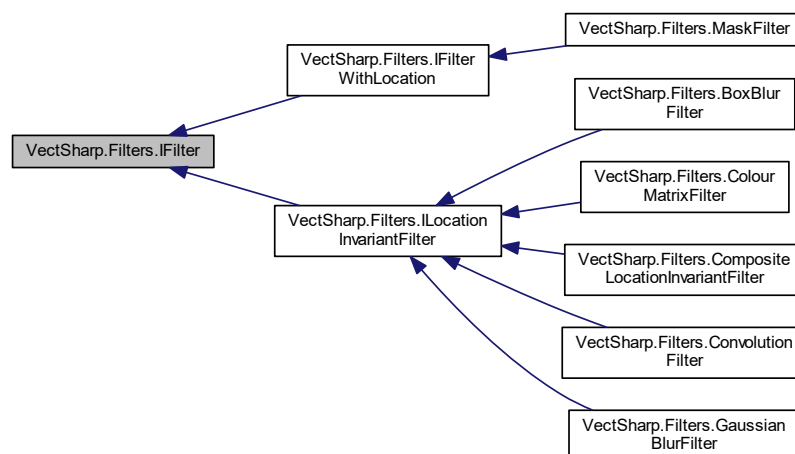 VectSharp.Filters.IFilter
VectSharp.Filters.IFilter
WithLocation
VectSharp.Filters.MaskFilter
VectSharp.Filters.ILocation
InvariantFilter
VectSharp.Filters.BoxBlur
Filter
VectSharp.Filters.Colour
MatrixFilter
VectSharp.Filters.Composite
LocationInvariantFilter
VectSharp.Filters.Convolution
Filter
VectSharp.Filters.Gaussian
BlurFilter